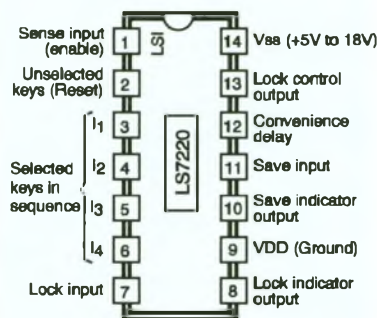 Sense input
(enable)
Unselected
keys (Reset)
I1
I2
Selected
keys in
sequence
I3
I4
Lock input
1
2
3
4
5
6
7
LSI
LS7220
14
13
12
11
10
9
8
Vss (+5V to 18V)
Lock control
output
Convenience
delay
Save input
Save indicator
output
VDD (Ground)
Lock indicator
output